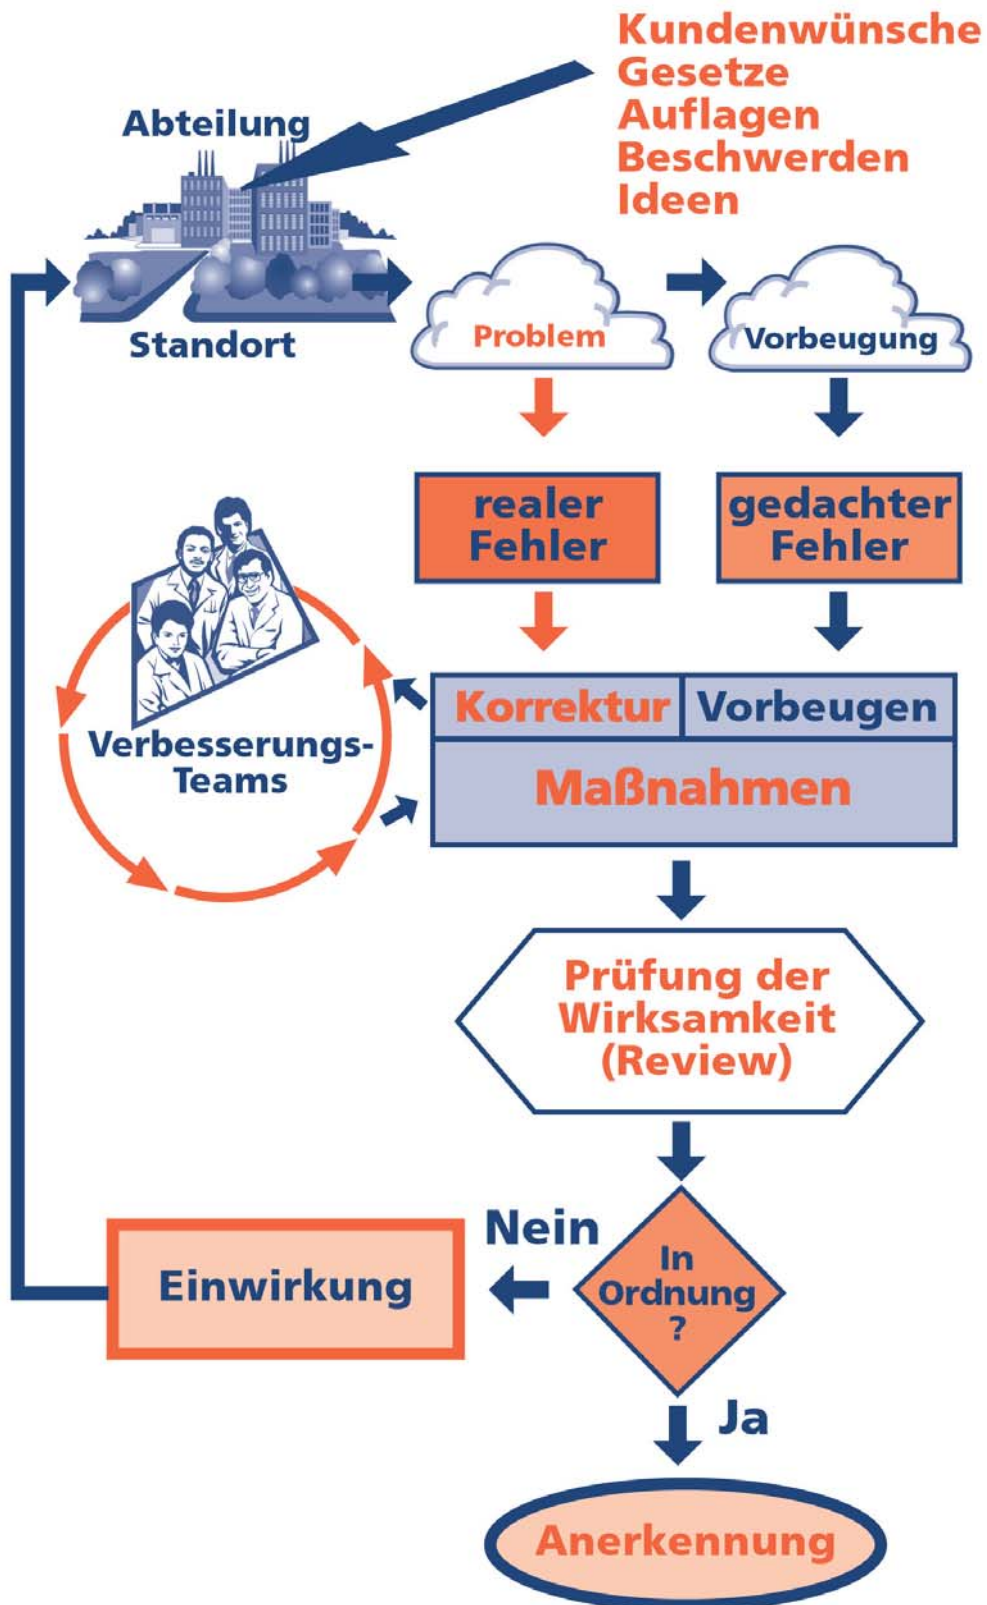 Kundenwünsche
Gesetze
Auflagen
Beschwerden
Ideen
Abteilung
Standort
Problem
Vorbeugung
realer
Fehler
gedachter
Fehler
Verbesserungs-
Teams
Korrektur
Vorbeugen
Maßnahmen
Prüfung der
Wirksamkeit
(Review)
In
Ordnung
?
Nein
Einwirkung
Ja
Anerkennung